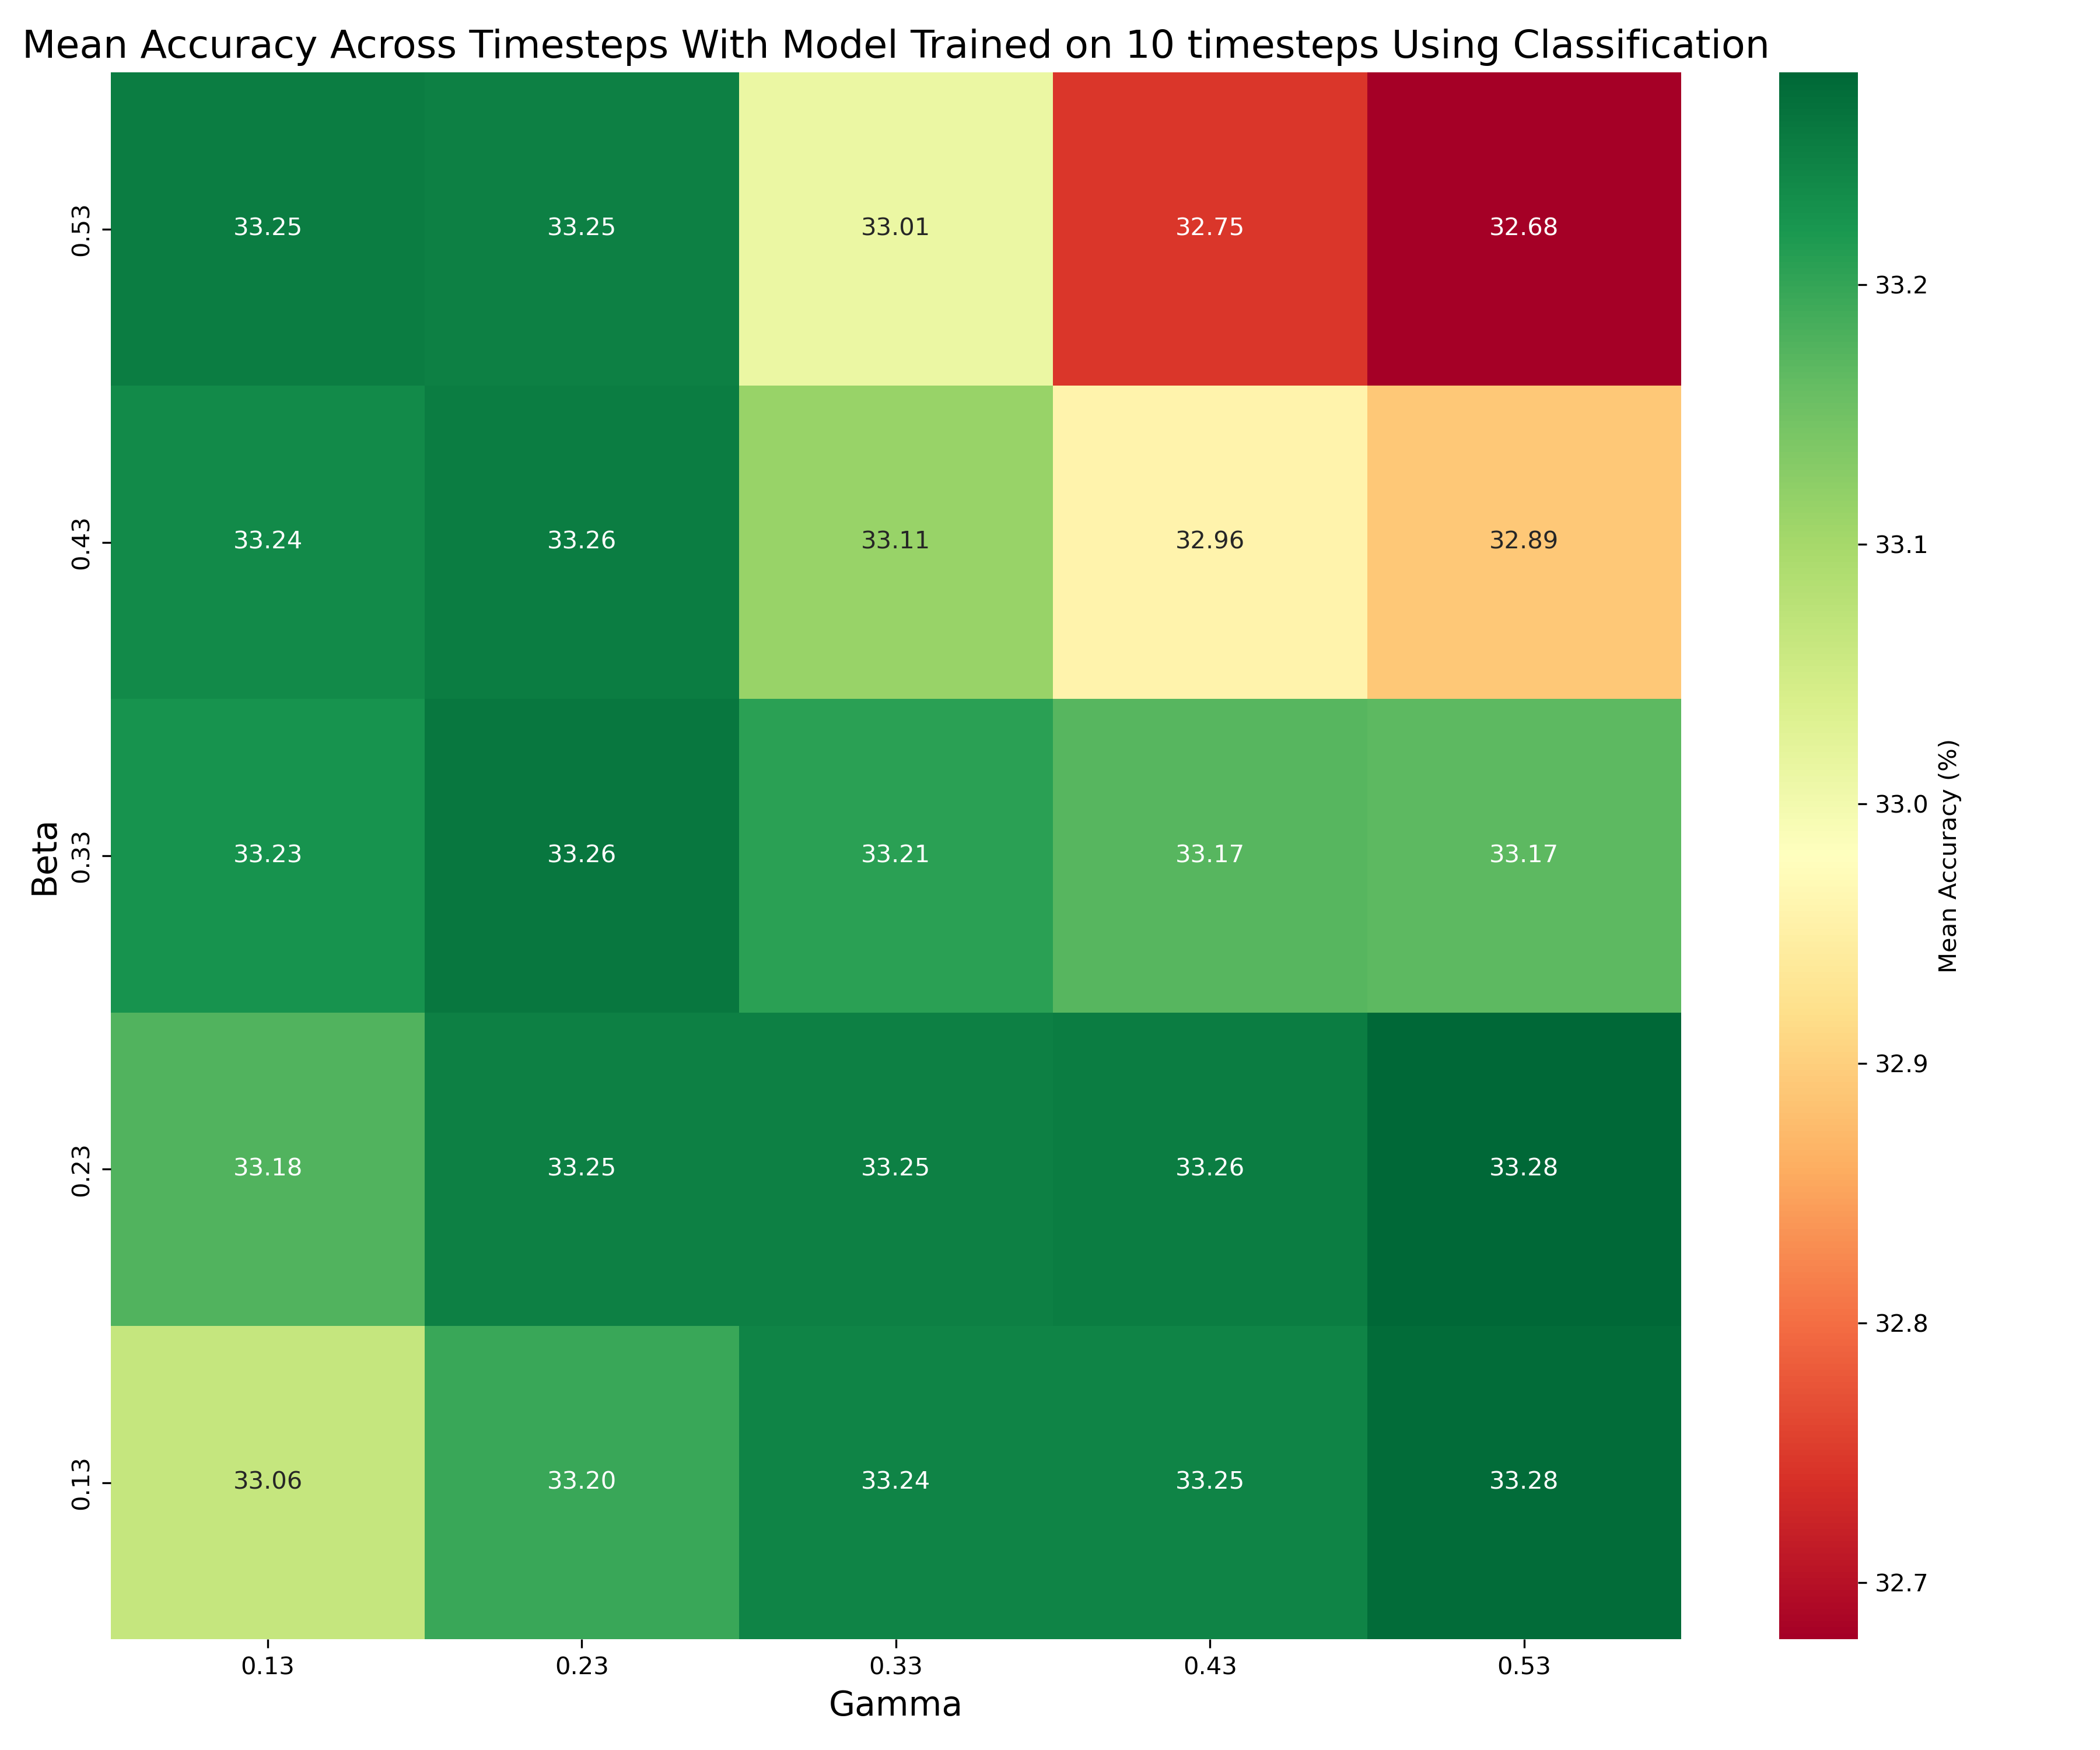 Mean Accuracy Across Timesteps With Model Trained on 10 timesteps Using Classification
Beta
0.53
33.25 33.25 33.01 32.75 32.68
0.43
33.24 33.26 33.11 32.96 32.89
0.33
33.23 33.26 33.21 33.17 33.17
0.23
33.18 33.25 33.25 33.26 33.28
0.13
33.06 33.20 33.24 33.25 33.28
0.13 0.23 0.33 0.43 0.53
Gamma
33.2
33.1
33.0
32.9
32.8
32.7
Mean Accuracy (%)